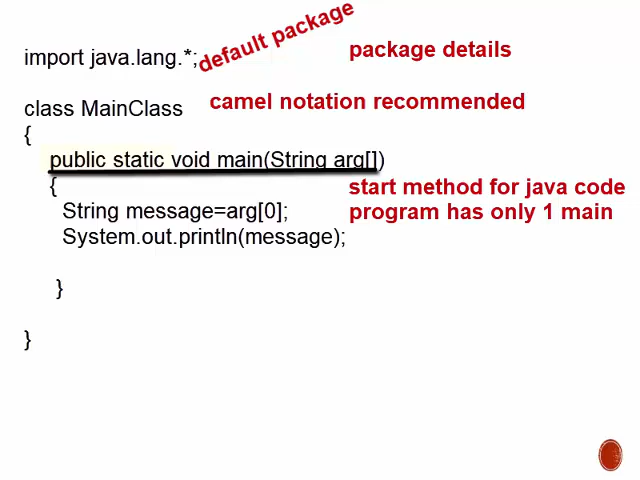 import java.lang.*; default package package details
class MainClass camel notation recommended
{
public static void main(String arg[])
{ start method for java code
String message=arg[0]; program has only 1 main
System.out.println(message);
}
}